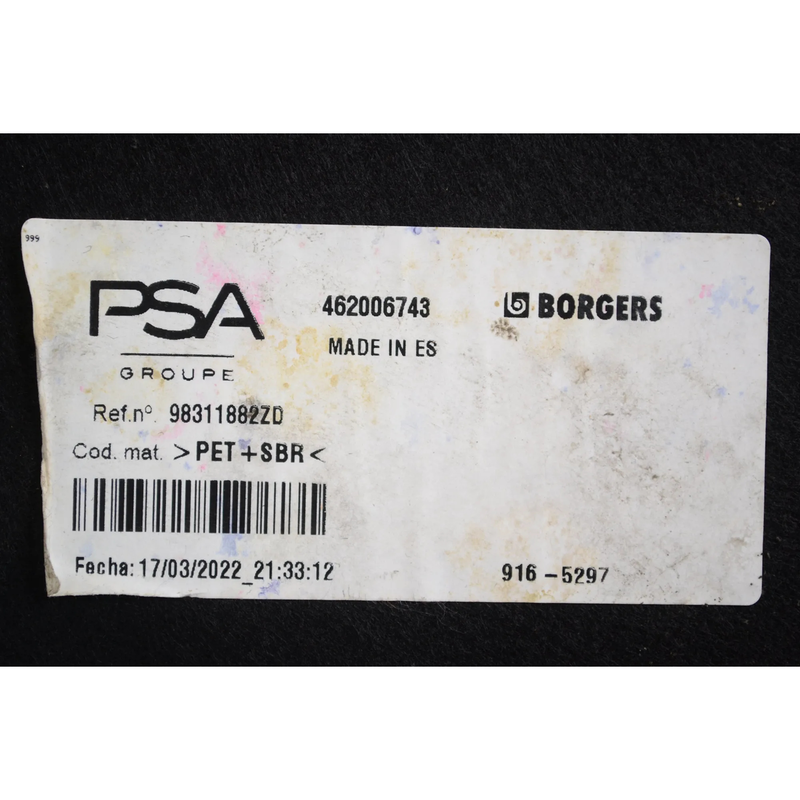 999
PSA
GROUPE
462006743
MADE IN ES
BORGERS
Ref.nº. 98311882ZD
Cod. mat. >PET+SBR<
Fecha: 17/03/2022_21:33:12
916-5297